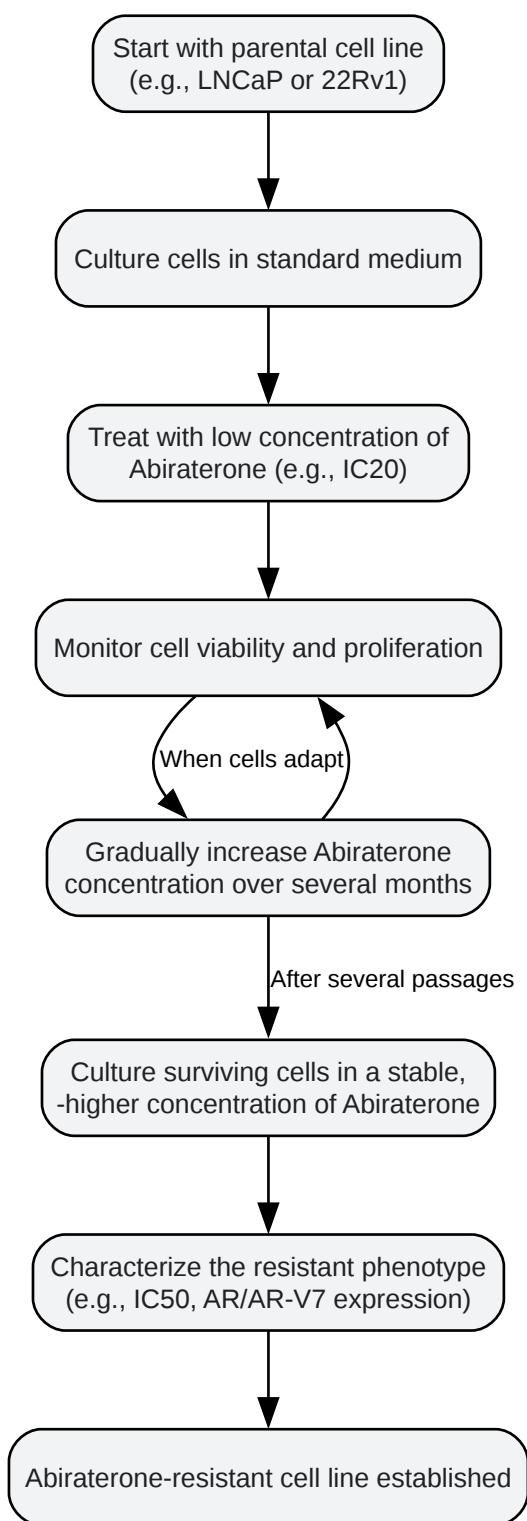 Start with parental cell line
(e.g., LNCaP or 22Rv1)
Culture cells in standard medium
Treat with low concentration of
Abiraterone (e.g., IC20)
Monitor cell viability and proliferation
When cells adapt
Gradually increase Abiraterone
concentration over several months
After several passages
Culture surviving cells in a stable,
-higher concentration of Abiraterone
Characterize the resistant phenotype
(e.g., IC50, AR/AR-V7 expression)
Abiraterone-resistant cell line established